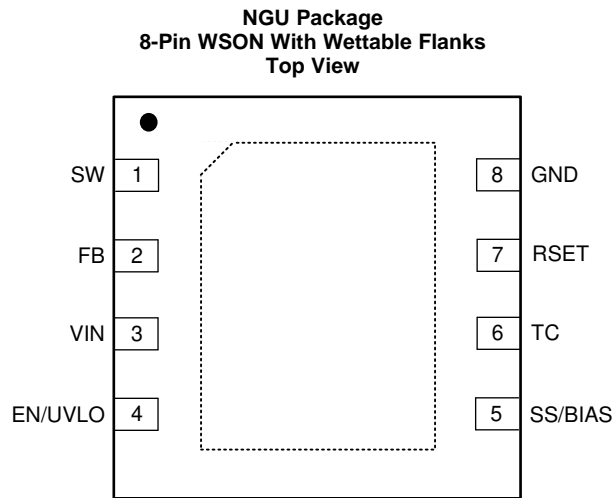 NGU Package
8-Pin WSON With Wettable Flanks
Top View
SW 1 8 GND
FB 2 7 RSET
VIN 3 6 TC
EN/UVLO 4 5 SS/BIAS